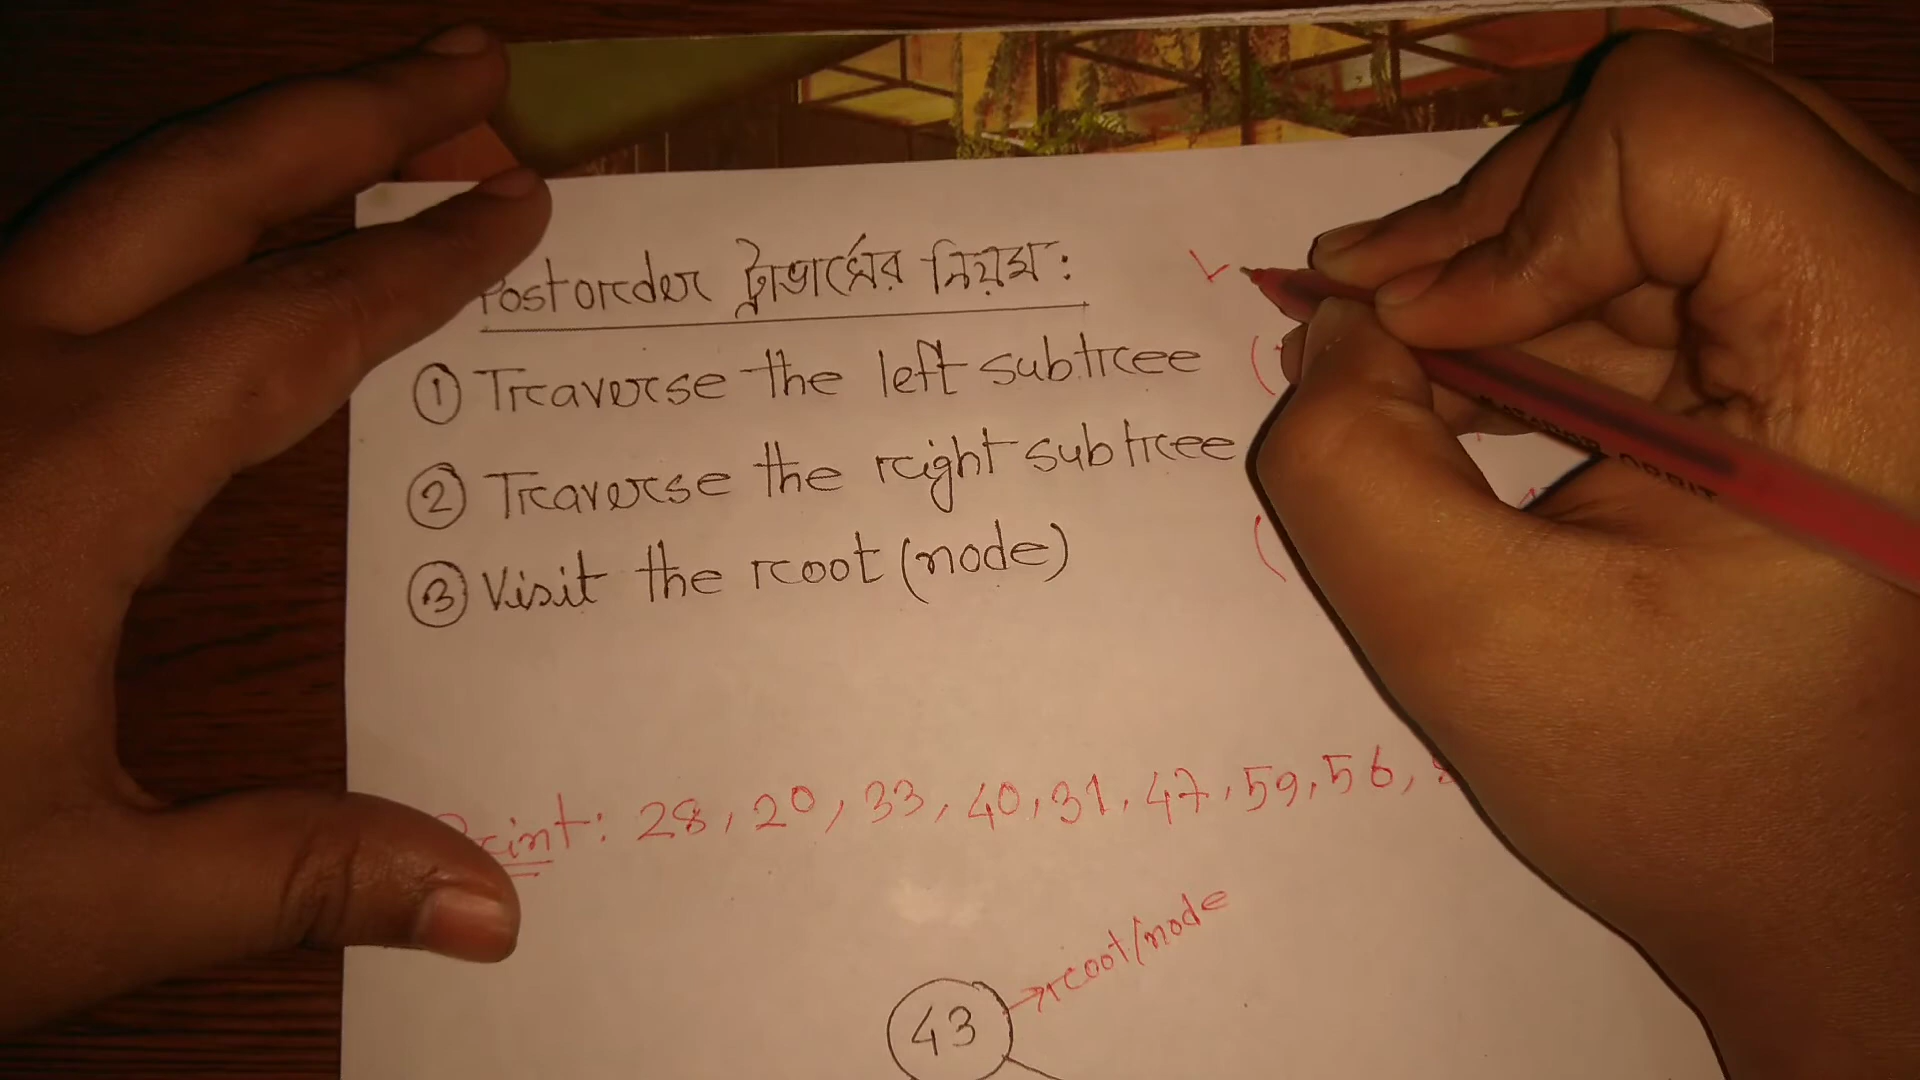 Postorder ট্রাভার্সের নিয়ম:
① Traverse the left subtree (
② Traverse the right subtree
③ Visit the root (node) (
Print: 28, 20, 33, 40, 31, 47, 59, 56,
root/node
43